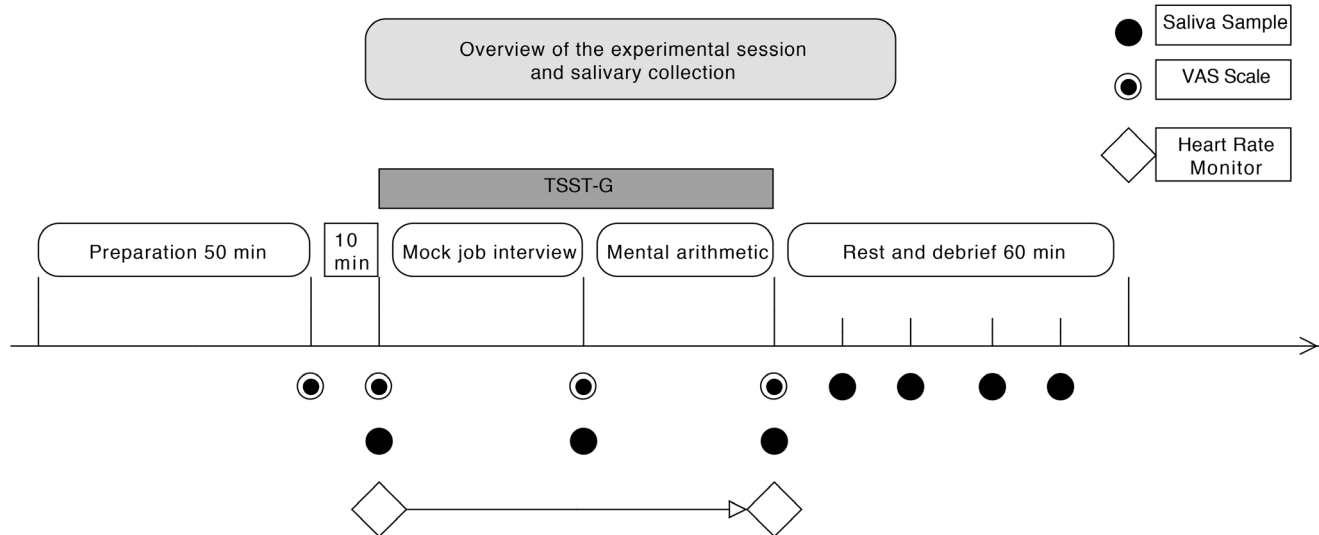 Overview of the experimental session
and salivary collection
Saliva Sample
VAS Scale
Heart Rate
Monitor
TSST-G
Preparation 50 min
10
min
Mock job interview
Mental arithmetic
Rest and debrief 60 min